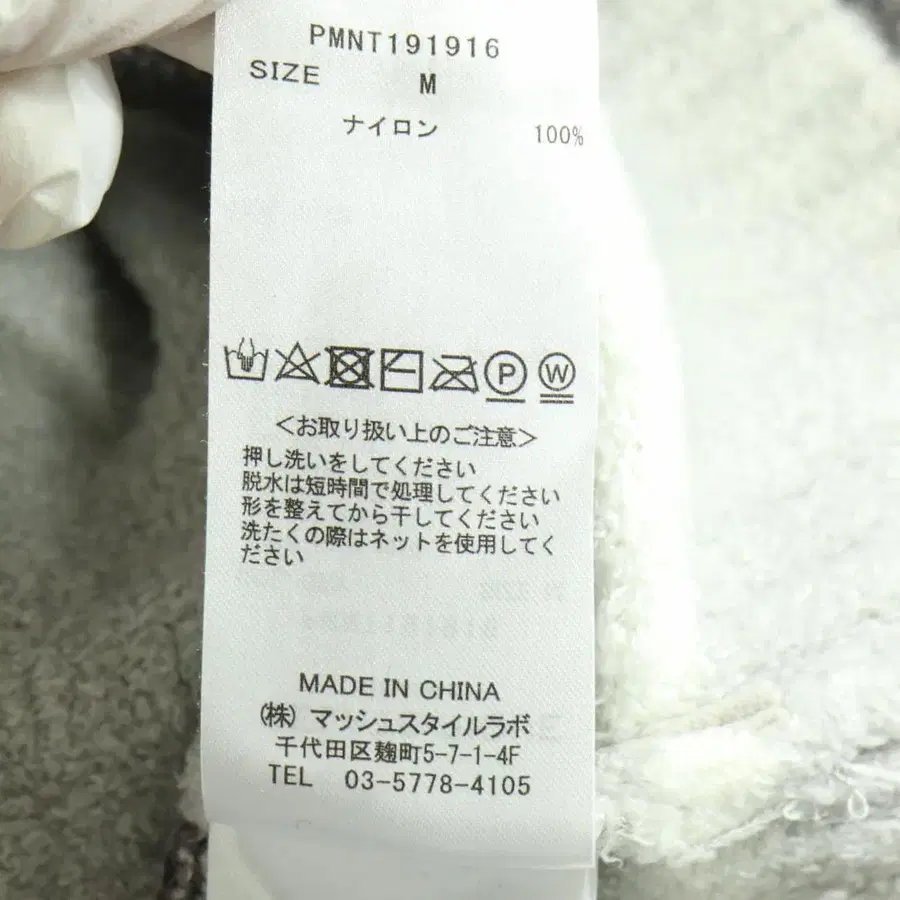 PMNT191916
SIZE M
ナイロン 100%
P W
<お取り扱い上のご注意>
押し洗いをしてください
脱水は短時間で処理してください
形を整えてから干してください
洗たくの際はネットを使用してく
ださい
MADE IN CHINA
(株) マッシュスタイルラボ
千代田区麹町5-7-1-4F
TEL 03-5778-4105